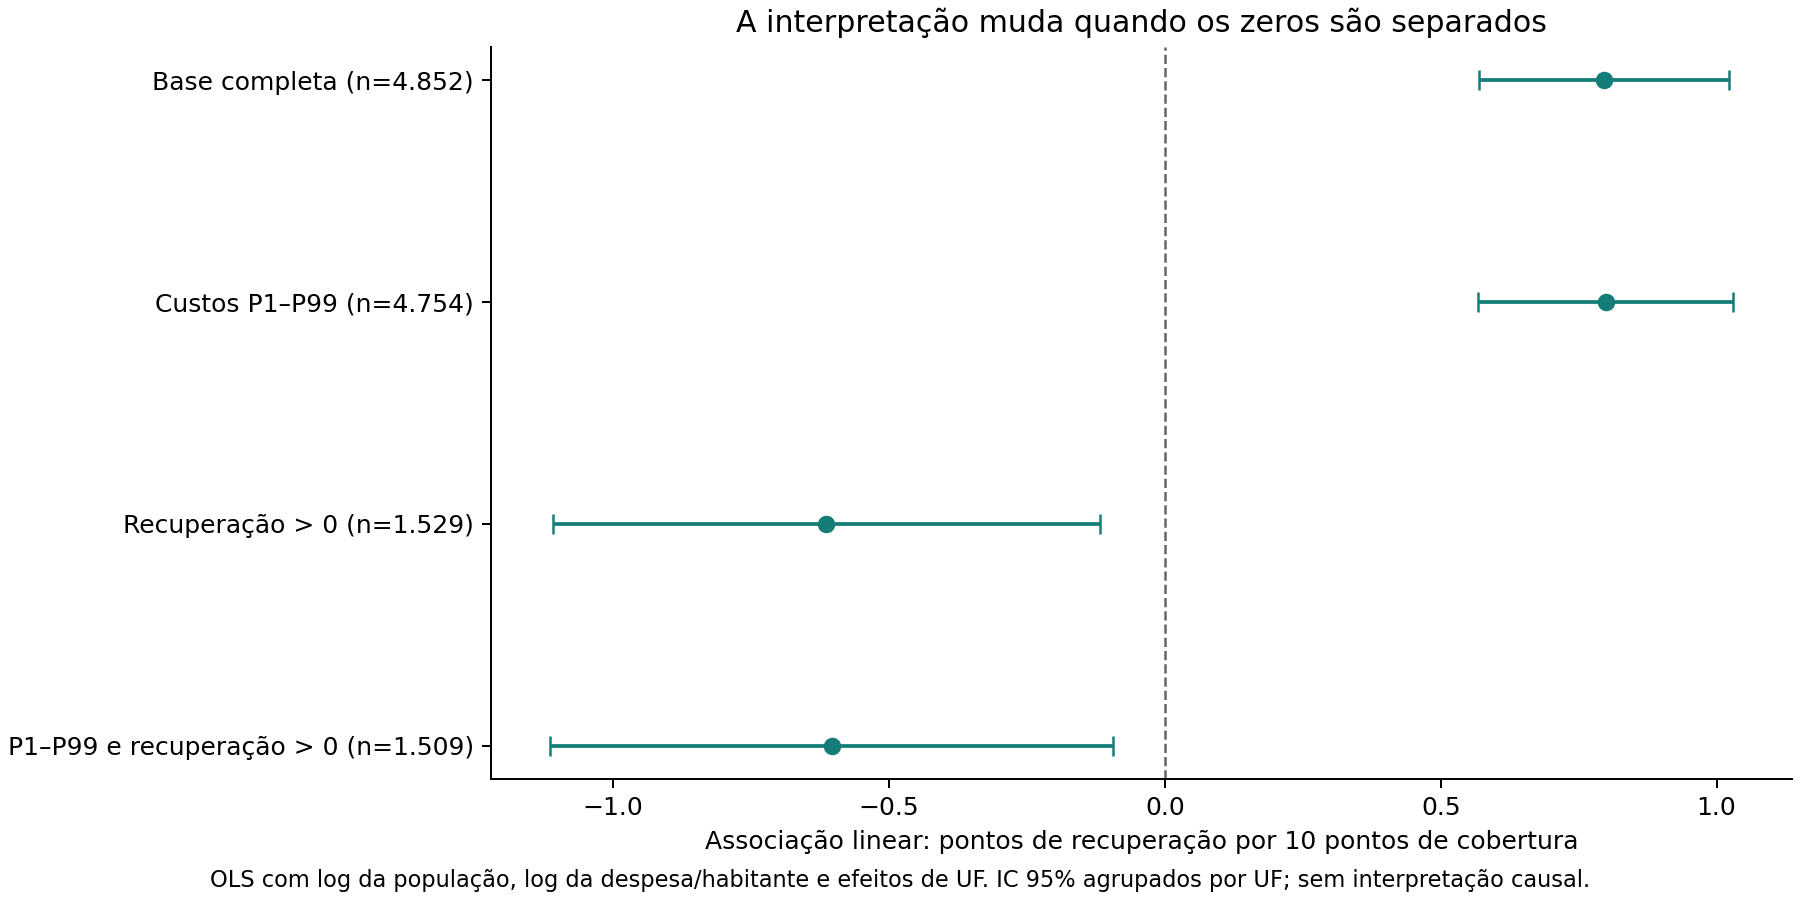 A interpretação muda quando os zeros são separados
Base completa (n=4.852)
Custos P1–P99 (n=4.754)
Recuperação > 0 (n=1.529)
P1–P99 e recuperação > 0 (n=1.509)
−1.0 −0.5 0.0 0.5 1.0
Associação linear: pontos de recuperação por 10 pontos de cobertura
OLS com log da população, log da despesa/habitante e efeitos de UF. IC 95% agrupados por UF; sem interpretação causal.